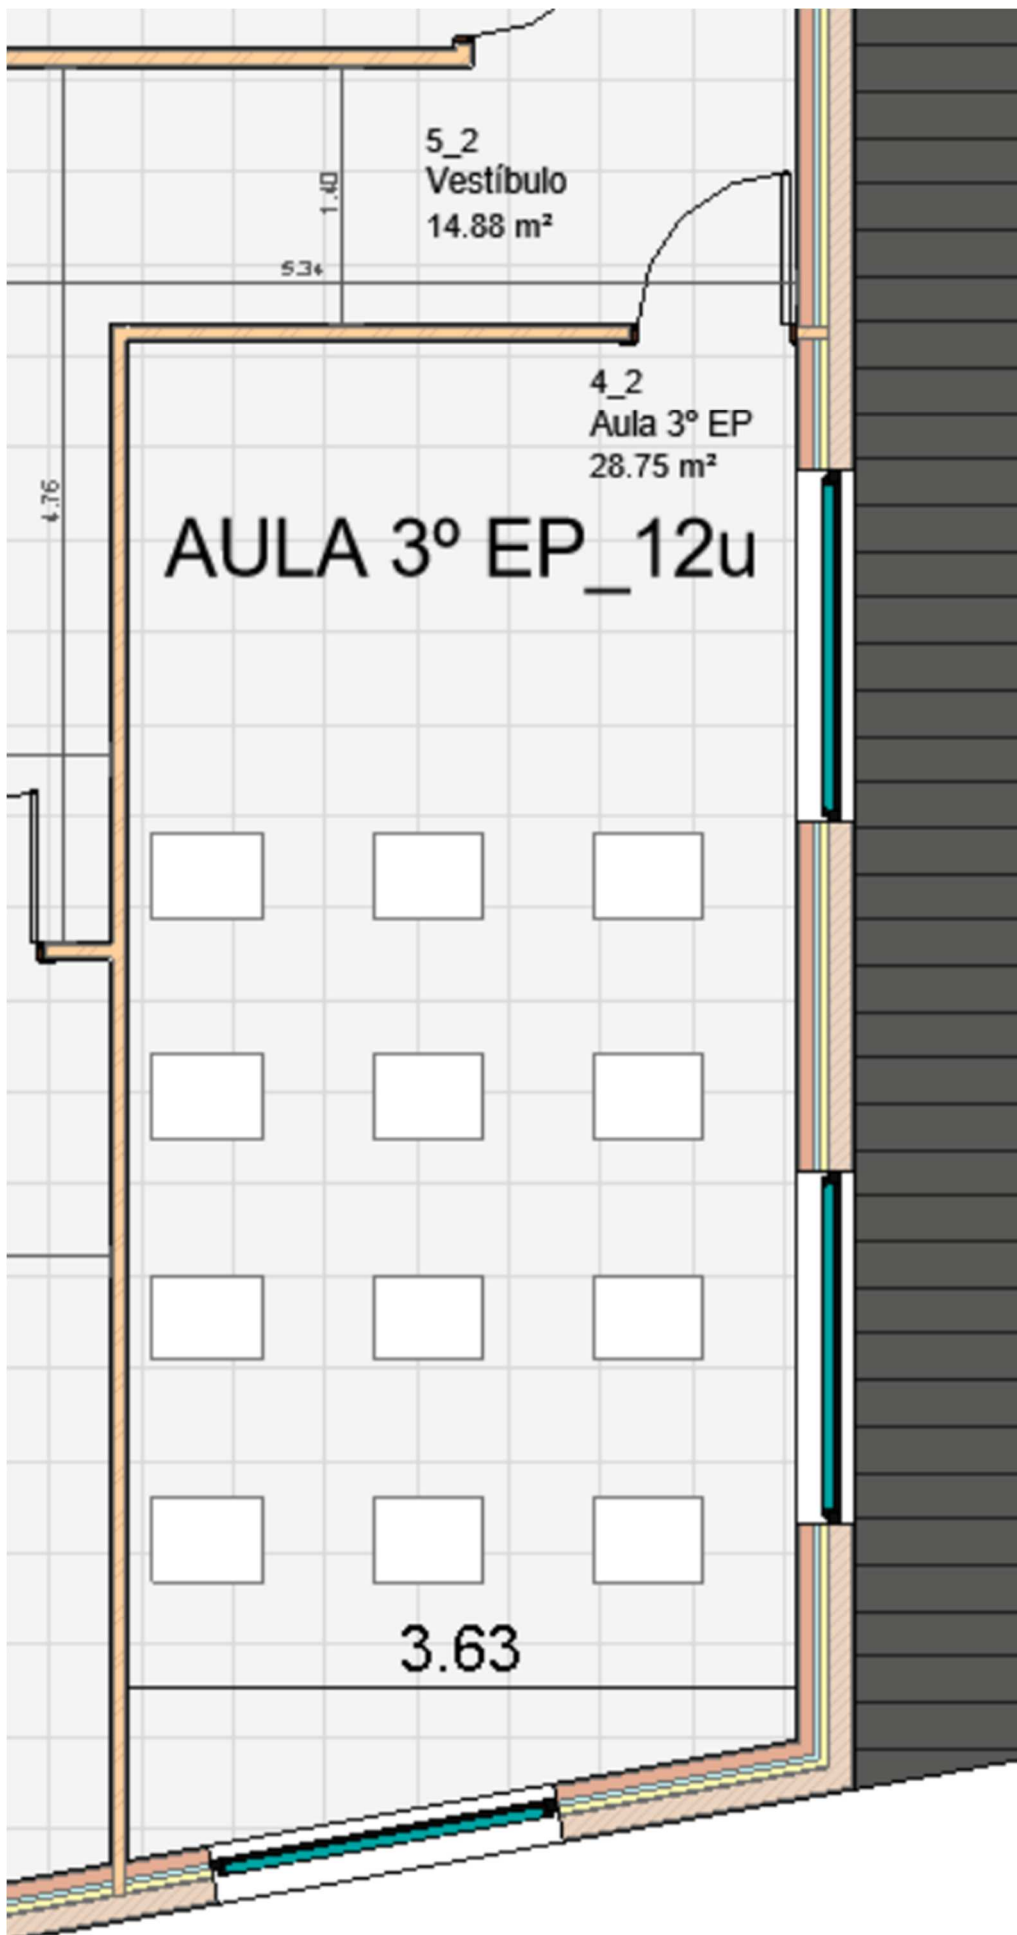 5_2
Vestíbulo
14.88 m²
1.40
5.34
4_2
Aula 3º EP
28.75 m²
4.76
AULA 3º EP_12u
3.63